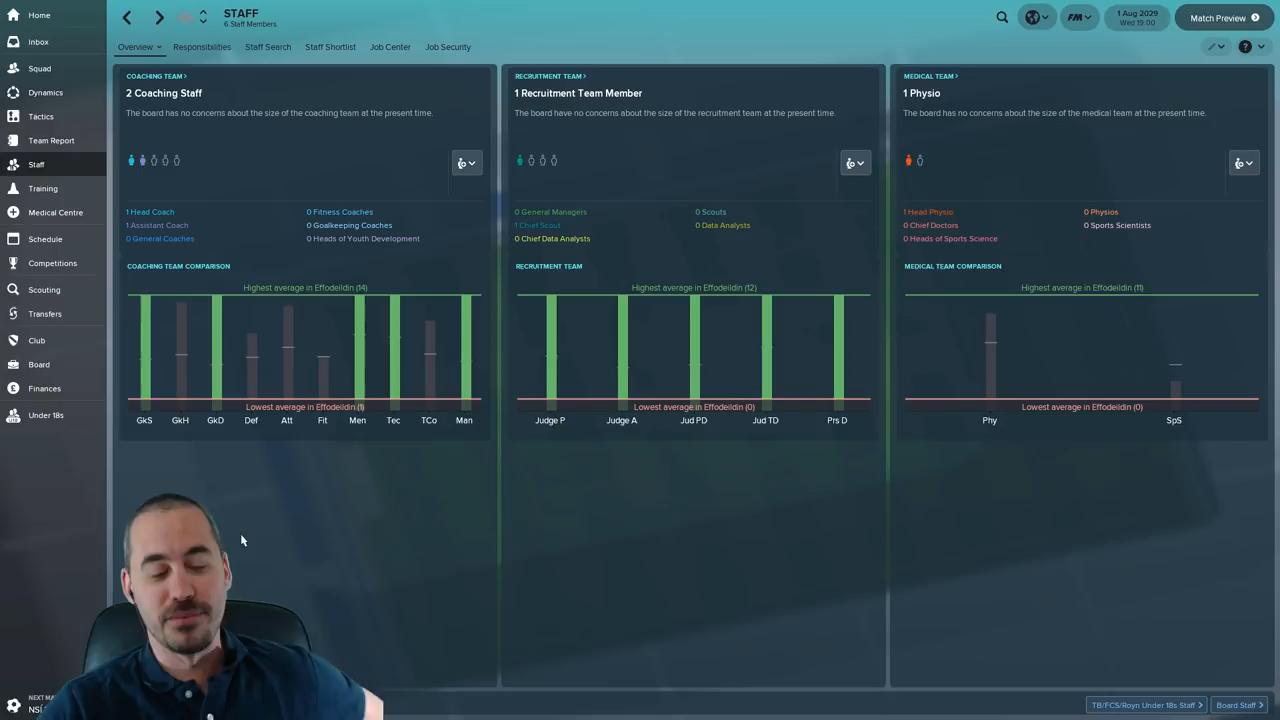 Home
Inbox
Squad
Dynamics
Tactics
Team Report
Staff
Training
Medical Centre
Schedule
Competitions
Scouting
Transfers
Club
Board
Finances
Under 18s
NEXT MA
STAFF
6 Staff Members
FM
1 Aug 2029
Wed 19:00
Match Preview
Overview
Responsibilities
Staff Search
Staff Shortlist
Job Center
Job Security
?
COACHING TEAM >
2 Coaching Staff
The board has no concerns about the size of the coaching team at the present time.
1 Head Coach
0 Fitness Coaches
1 Assistant Coach
0 Goalkeeping Coaches
0 General Coaches
0 Heads of Youth Development
COACHING TEAM COMPARISON
Highest average in Effodeildin (14)
Lowest average in Effodeildin (1)
GkS GkH GkD Def Att Fit Men Tec TCo Man
RECRUITMENT TEAM >
1 Recruitment Team Member
The board have no concerns about the size of the recruitment team at the present time.
0 General Managers
0 Scouts
1 Chief Scout
0 Data Analysts
0 Chief Data Analysts
RECRUITMENT TEAM
Highest average in Effodeildin (12)
Lowest average in Effodeildin (0)
Judge P Judge A Jud PD Jud TD Prs D
MEDICAL TEAM >
1 Physio
The board has no concerns about the size of the medical team at the present time.
1 Head Physio
0 Physios
0 Chief Doctors
0 Sports Scientists
0 Heads of Sports Science
MEDICAL TEAM COMPARISON
Highest average in Effodeildin (11)
Lowest average in Effodeildin (0)
Phy SpS
TB/FCS/Royn Under 18s Staff >
Board Staff >